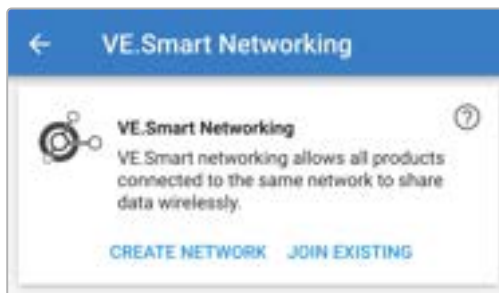 VE.Smart Networking
VE.Smart Networking
VE.Smart networking allows all products
connected to the same network to share
data wirelessly.
CREATE NETWORK JOIN EXISTING